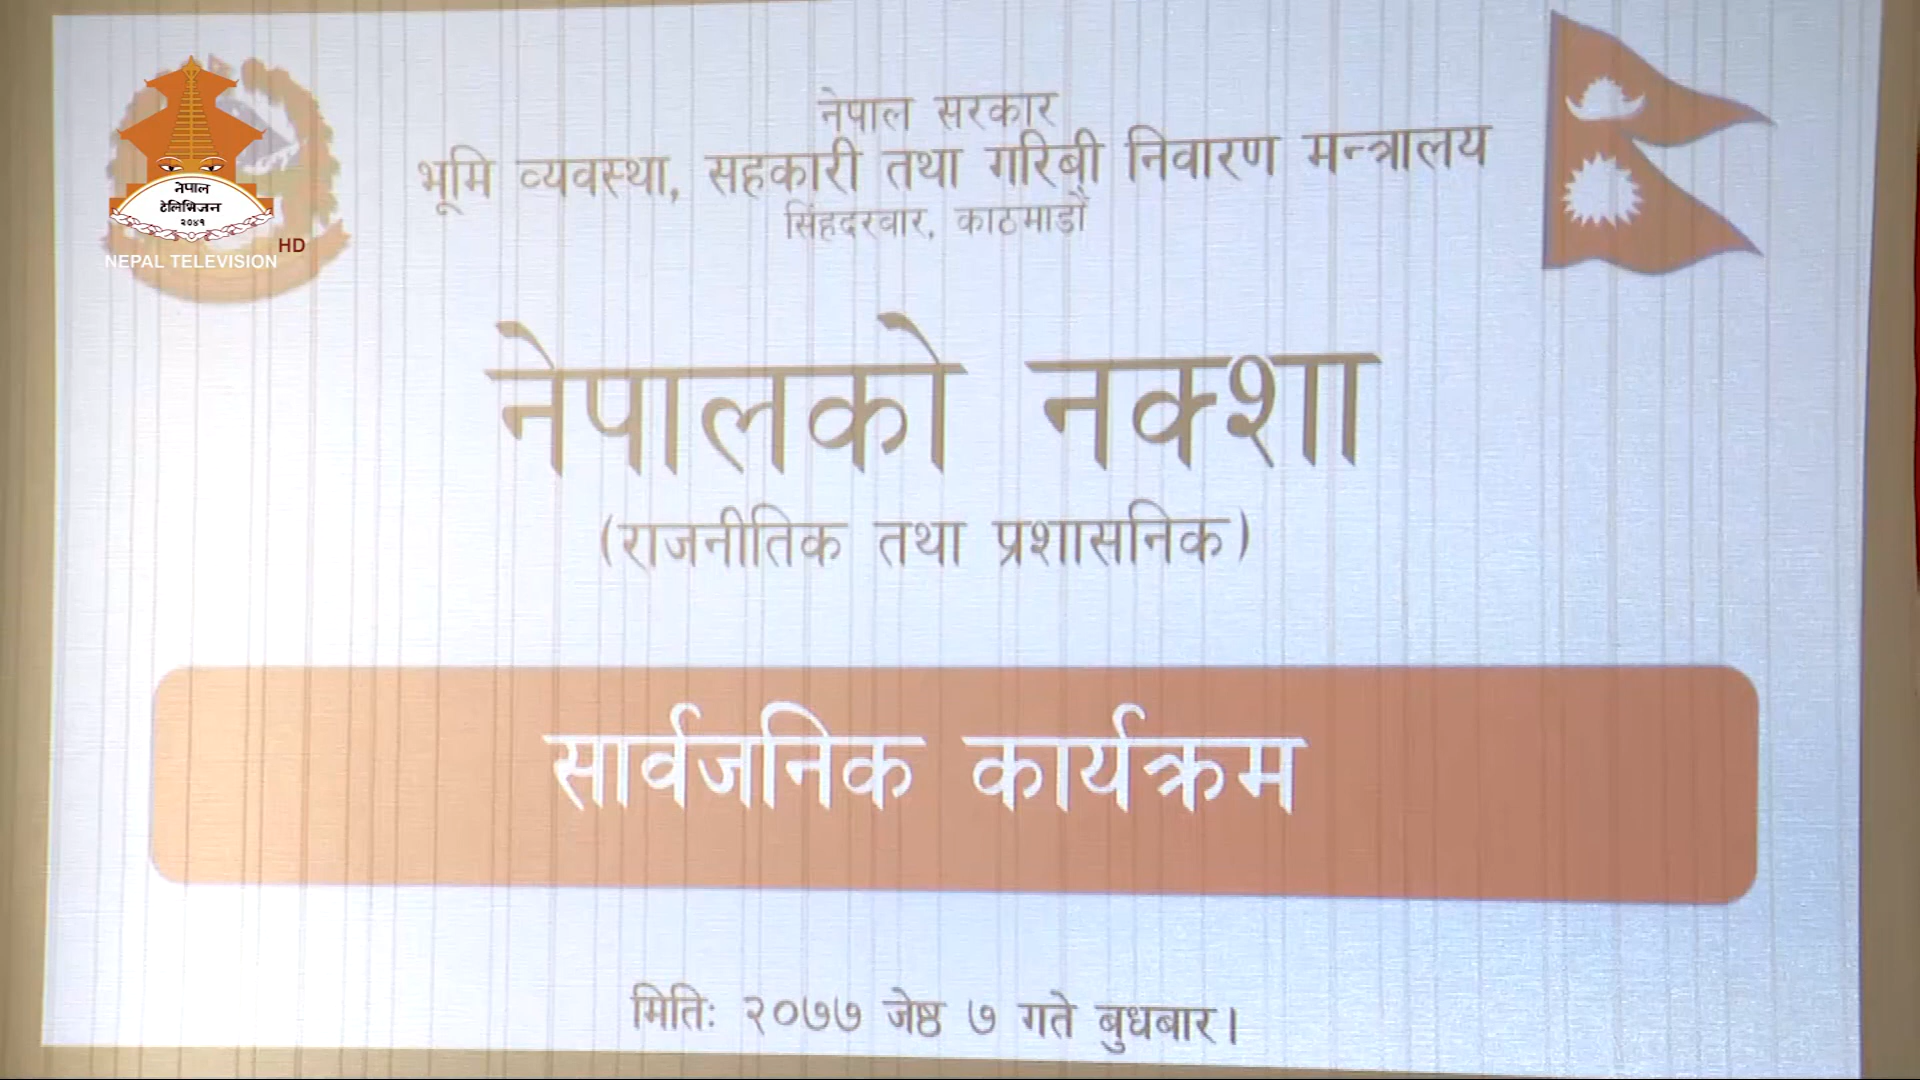 नेपाल सरकार
भूमि व्यवस्था, सहकारी तथा गरिबी निवारण मन्त्रालय
सिंहदरवार, काठमाडौं
नेपाल
टेलिभिजन
२०४१
HD
NEPAL TELEVISION
नेपालको नक्शा
(राजनीतिक तथा प्रशासनिक)
सार्वजनिक कार्यक्रम
मितिः २०७७ जेष्ठ ७ गते बुधबार।